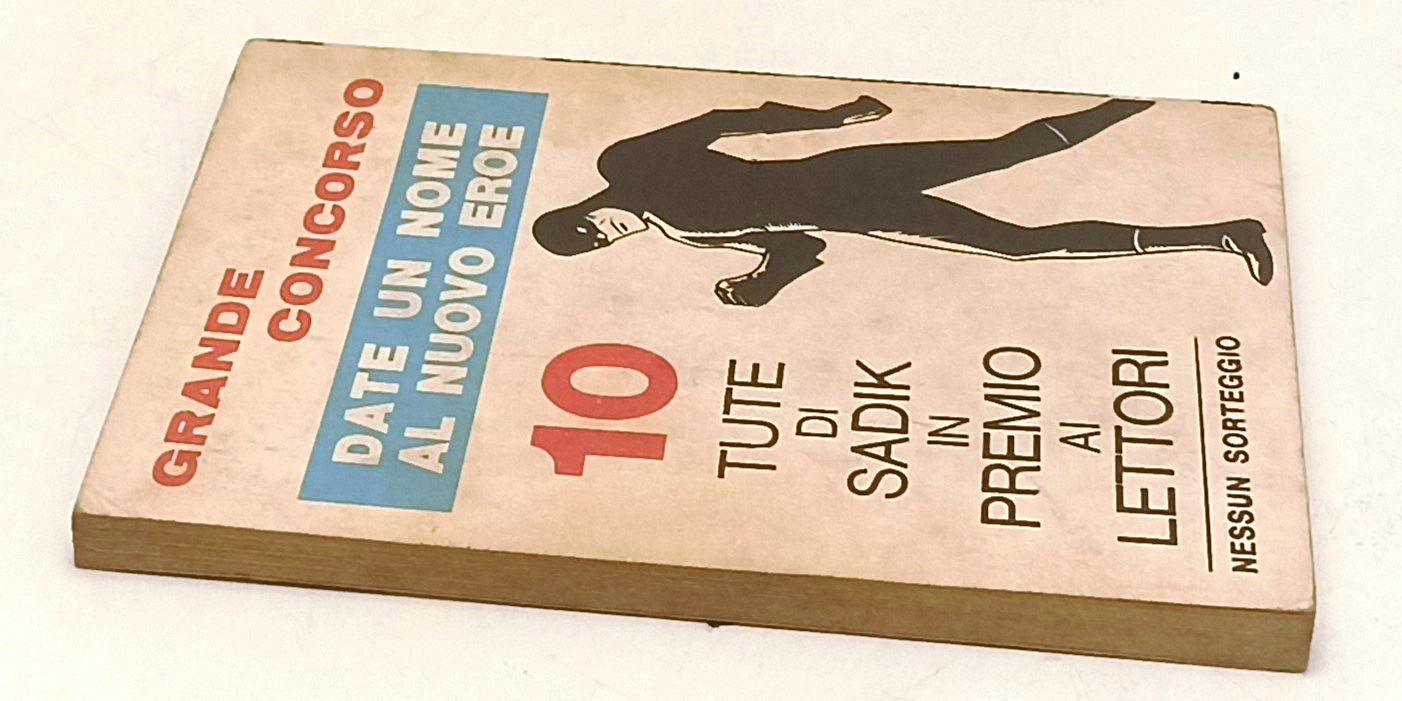 GRANDE
CONCORSO
DATE UN NOME
AL NUOVO EROE
10
TUTE
DI
SADIK
IN
PREMIO
AI
LETTORI
NESSUN SORTEGGIO